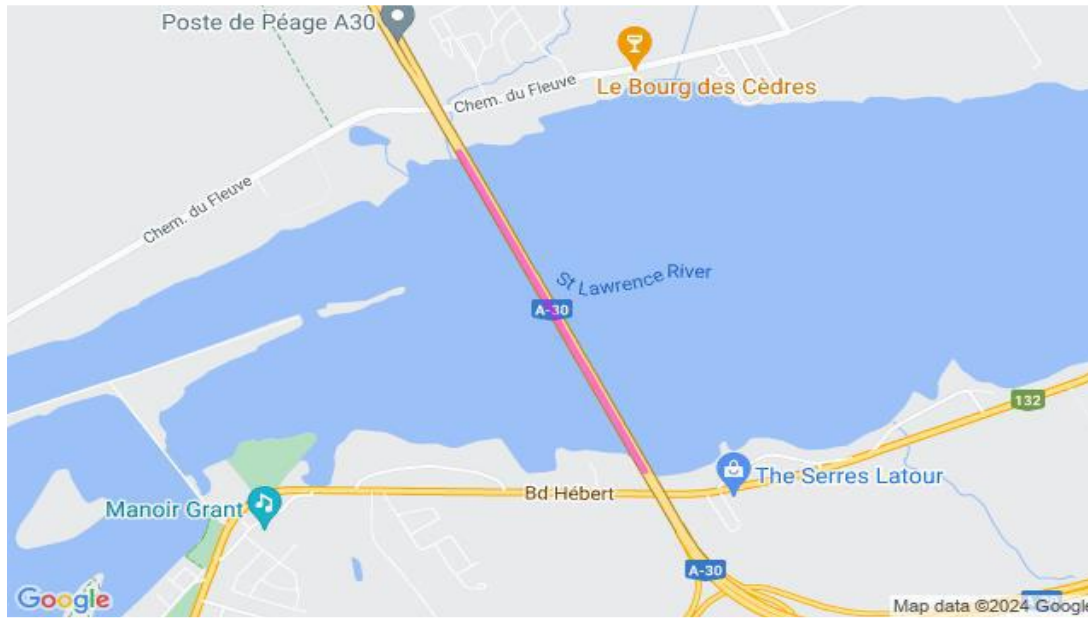 Poste de Péage A30
Le Bourg des Cèdres
Chem. du Fleuve
Chem. du Fleuve
St Lawrence River
A-30
132
The Serres Latour
Bd Hébert
Manoir Grant
A-30
Google
Map data ©2024 Google